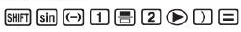 SHIFT sin (−) 1 2 ) =